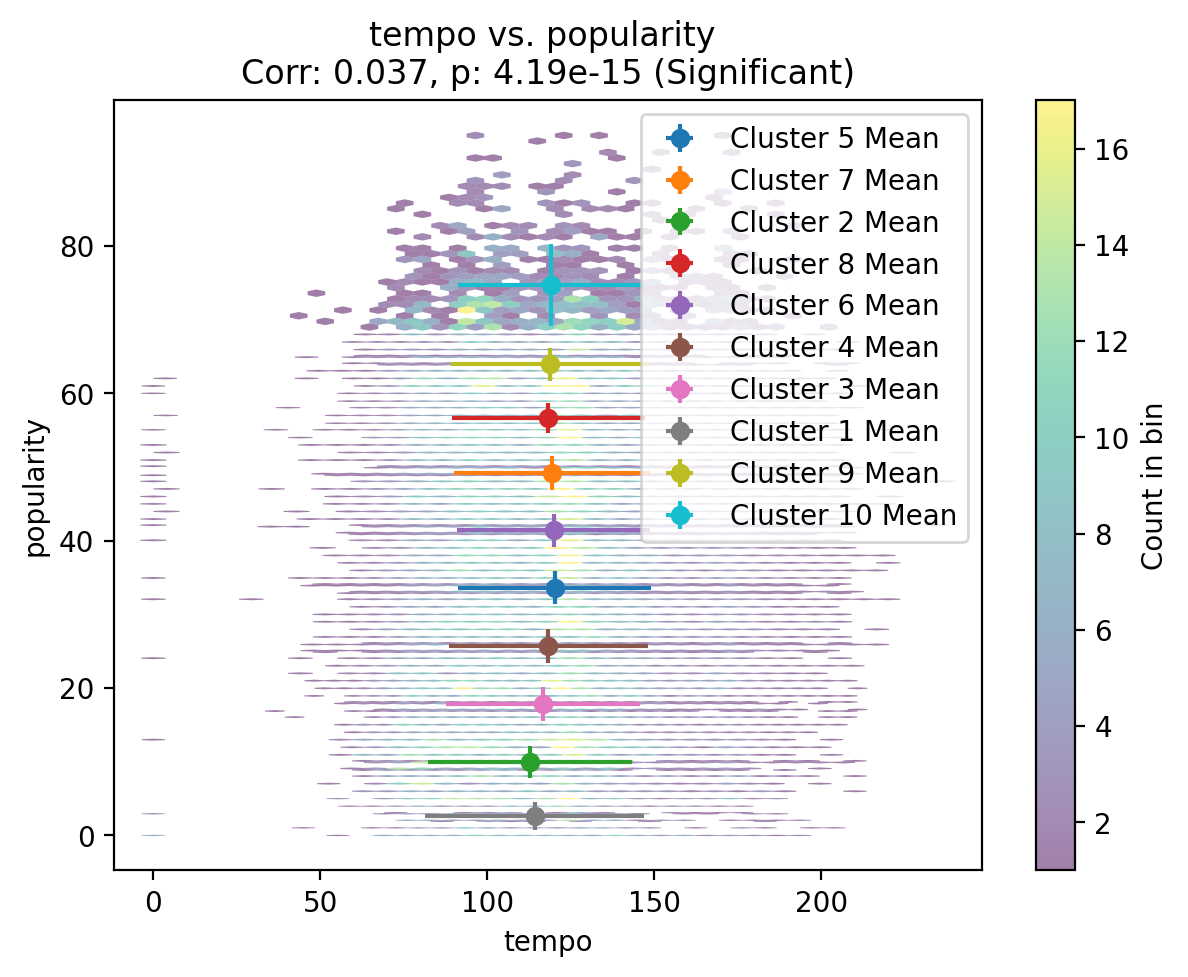 tempo vs. popularity
Corr: 0.037, p: 4.19e-15 (Significant)
Cluster 5 Mean
Cluster 7 Mean
Cluster 2 Mean
Cluster 8 Mean
Cluster 6 Mean
Cluster 4 Mean
Cluster 3 Mean
Cluster 1 Mean
Cluster 9 Mean
Cluster 10 Mean
popularity
80
60
40
20
0
0 50 100 150 200
tempo
16
14
12
10
8
6
4
2
Count in bin